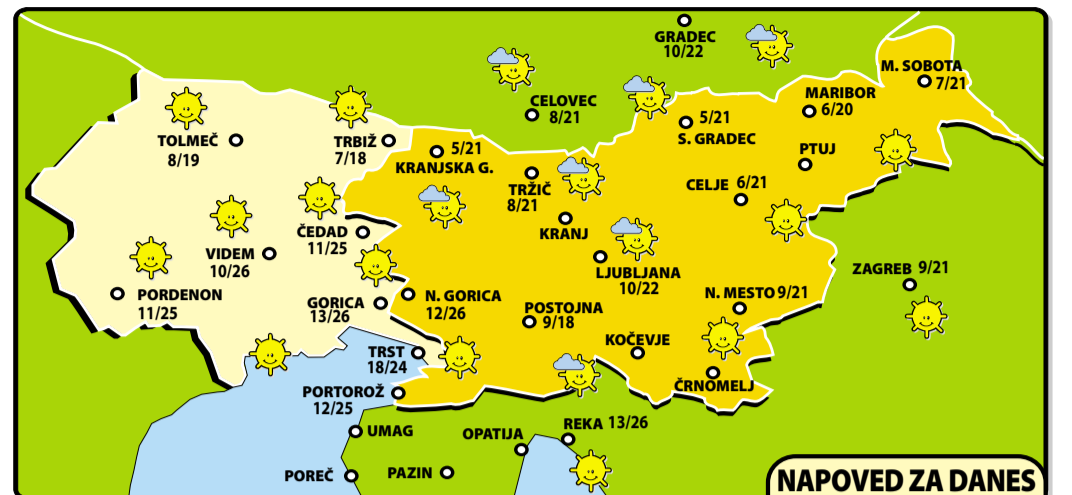 GRADEC
10/22
M. SOBOTA
7/21
CELOVEC
8/21
MARIBOR
6/20
5/21
S. GRADEC
TOLMEČ
8/19
TRBIŽ
7/18
5/21
KRANJSKA G.
PTUJ
TRŽIČ
8/21
CELJE 6/21
KRANJ
ČEDAD
11/25
VIDEM
10/26
LJUBLJANA
10/22
ZAGREB 9/21
PORDENON
11/25
GORICA
13/26
N. GORICA
12/26
POSTOJNA
9/18
N. MESTO 9/21
KOČEVJE
TRST
18/24
ČRNOMELJ
PORTOROŽ
12/25
UMAG
OPATIJA
REKA 13/26
POREČ
PAZIN
NAPOVED ZA DANES